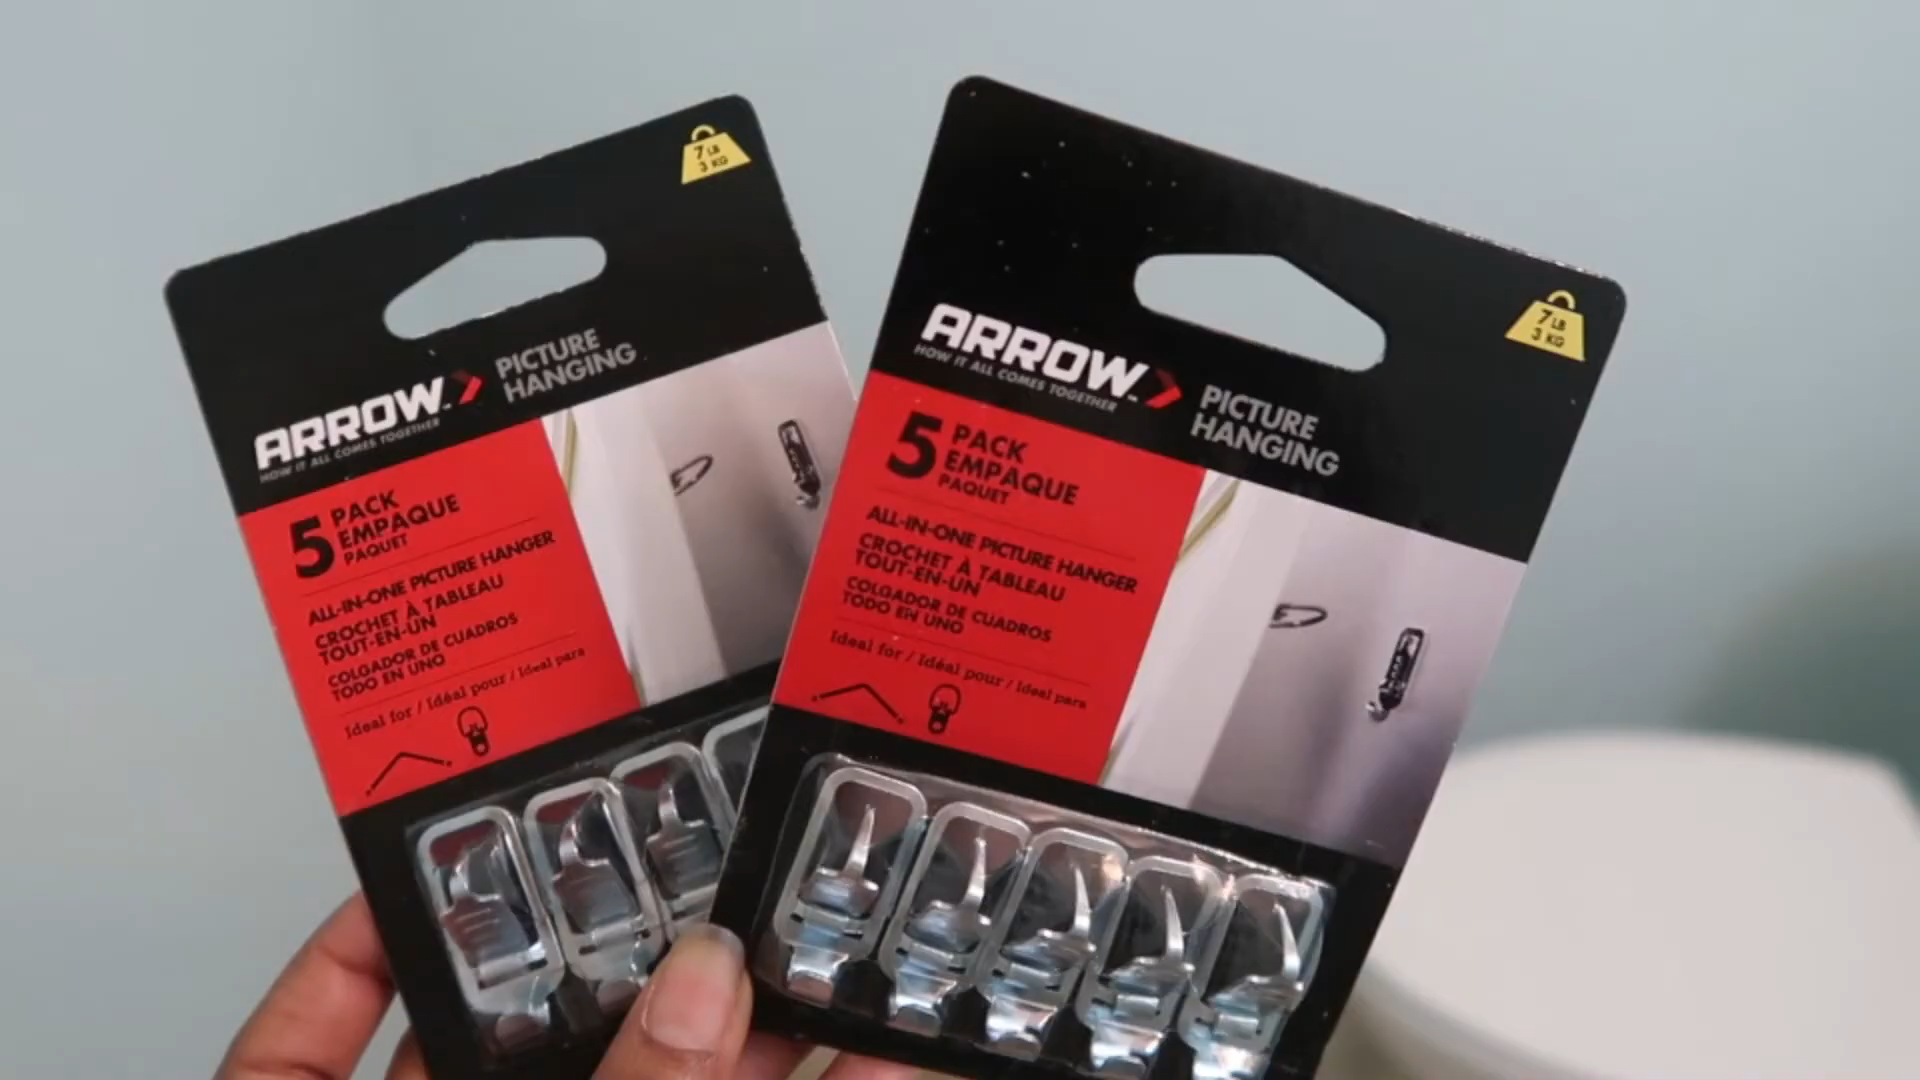 7 LB
3 KG
ARROW™
HOW IT ALL COMES TOGETHER
PICTURE
HANGING
5 PACK
EMPAQUE
PAQUET
ALL-IN-ONE PICTURE HANGER
CROCHET À TABLEAU
TOUT-EN-UN
COLGADOR DE CUADROS
TODO EN UNO
Ideal for / Idéal pour / Ideal para
7 LB
3 KG
ARROW™
HOW IT ALL COMES TOGETHER
PICTURE
HANGING
5 PACK
EMPAQUE
PAQUET
ALL-IN-ONE PICTURE HANGER
CROCHET À TABLEAU
TOUT-EN-UN
COLGADOR DE CUADROS
TODO EN UNO
Ideal for / Idéal pour / Ideal para